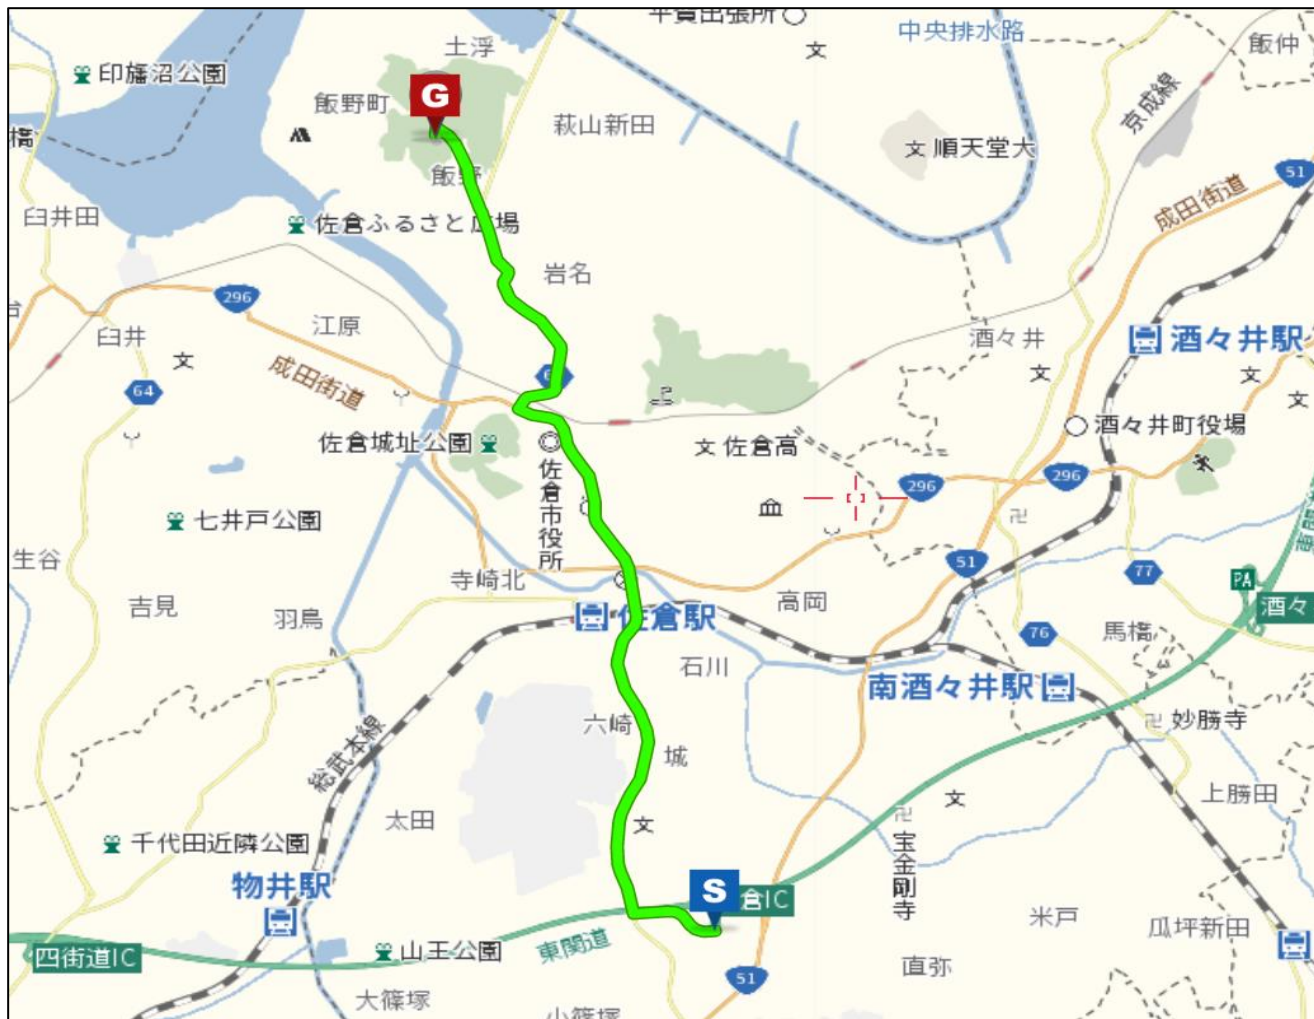 平賀出張所
中央排水路
飯仲
土浮
印旛沼公園
飯野町
G
萩山新田
京成線
橋
順天堂大
51
飯野
臼井田
佐倉ふるさと広場
成田街道
岩名
296
台
臼井
江原
酒々井
酒々井駅
64
成田街道
佐倉城址公園
佐倉高
酒々井町役場
296
296
佐倉市役所
七井戸公園
生谷
51
寺崎北
77
PA
吉見
羽鳥
佐倉駅
高岡
酒々
76
馬橋
石川
南酒々井駅
総武本線
六崎
城
妙勝寺
上勝田
太田
千代田近隣公園
宝金剛寺
物井駅
S
倉IC
米戸
瓜坪新田
四街道IC
山王公園
東関道
51
直弥
大篠塚
小篠塚